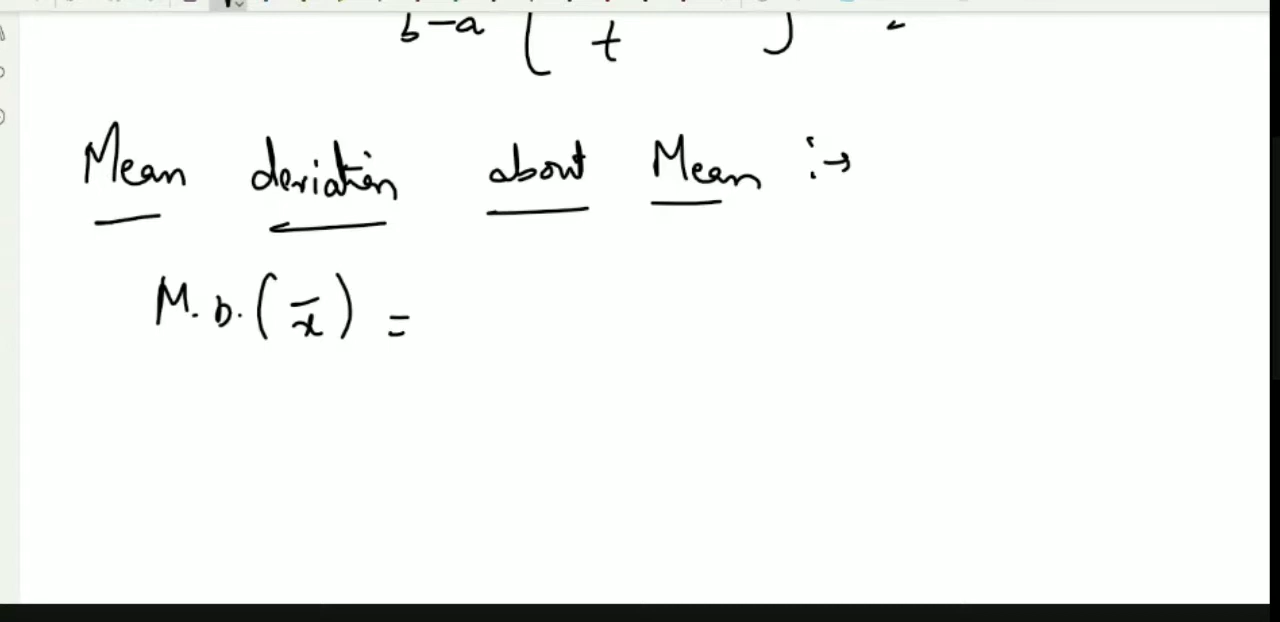 b-a [ t ]
Mean deviation about Mean :→
M.D.(x̄) =